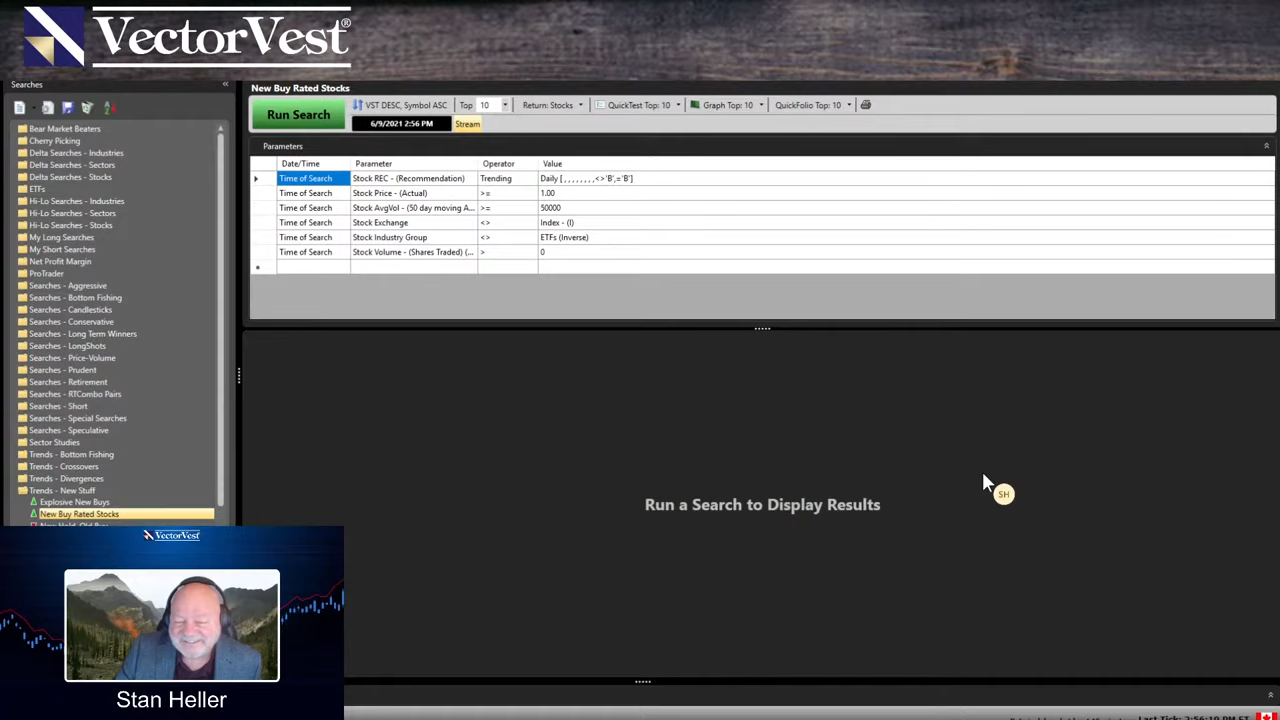 VectorVest®
Searches
New Buy Rated Stocks
Run Search
VST DESC, Symbol ASC
Top 10
Return: Stocks
QuickTest Top: 10
Graph Top: 10
QuickFolio Top: 10
6/9/2021 2:56 PM
Stream
Parameters
Date/Time Parameter Operator Value
Time of Search Stock REC - (Recommendation) Trending Daily [ , , , , , , , ,<>'B',='B']
Time of Search Stock Price - (Actual) >= 1.00
Time of Search Stock AvgVol - (50 day moving A... >= 50000
Time of Search Stock Exchange <> Index - (I)
Time of Search Stock Industry Group <> ETFs (Inverse)
Time of Search Stock Volume - (Shares Traded) (... > 0
Bear Market Beaters
Cherry Picking
Delta Searches - Industries
Delta Searches - Sectors
Delta Searches - Stocks
ETFs
Hi-Lo Searches - Industries
Hi-Lo Searches - Sectors
Hi-Lo Searches - Stocks
My Long Searches
My Short Searches
Net Profit Margin
ProTrader
Searches - Aggressive
Searches - Bottom Fishing
Searches - Candlesticks
Searches - Conservative
Searches - Long Term Winners
Searches - LongShots
Searches - Price-Volume
Searches - Prudent
Searches - Retirement
Searches - RTCombo Pairs
Searches - Short
Searches - Special Searches
Searches - Speculative
Sector Studies
Trends - Bottom Fishing
Trends - Crossovers
Trends - Divergences
Trends - New Stuff
Explosive New Buys
New Buy Rated Stocks
Run a Search to Display Results
SH
VectorVest
Stan Heller
Last Tick: 2:56:10 PM ET